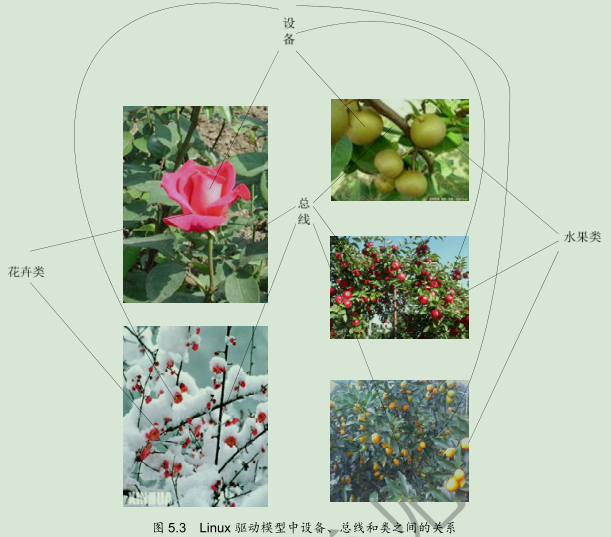 设
备
总
线
水果类
花卉类
图 5.3 Linux 驱动模型中设备、总线和类之间的关系